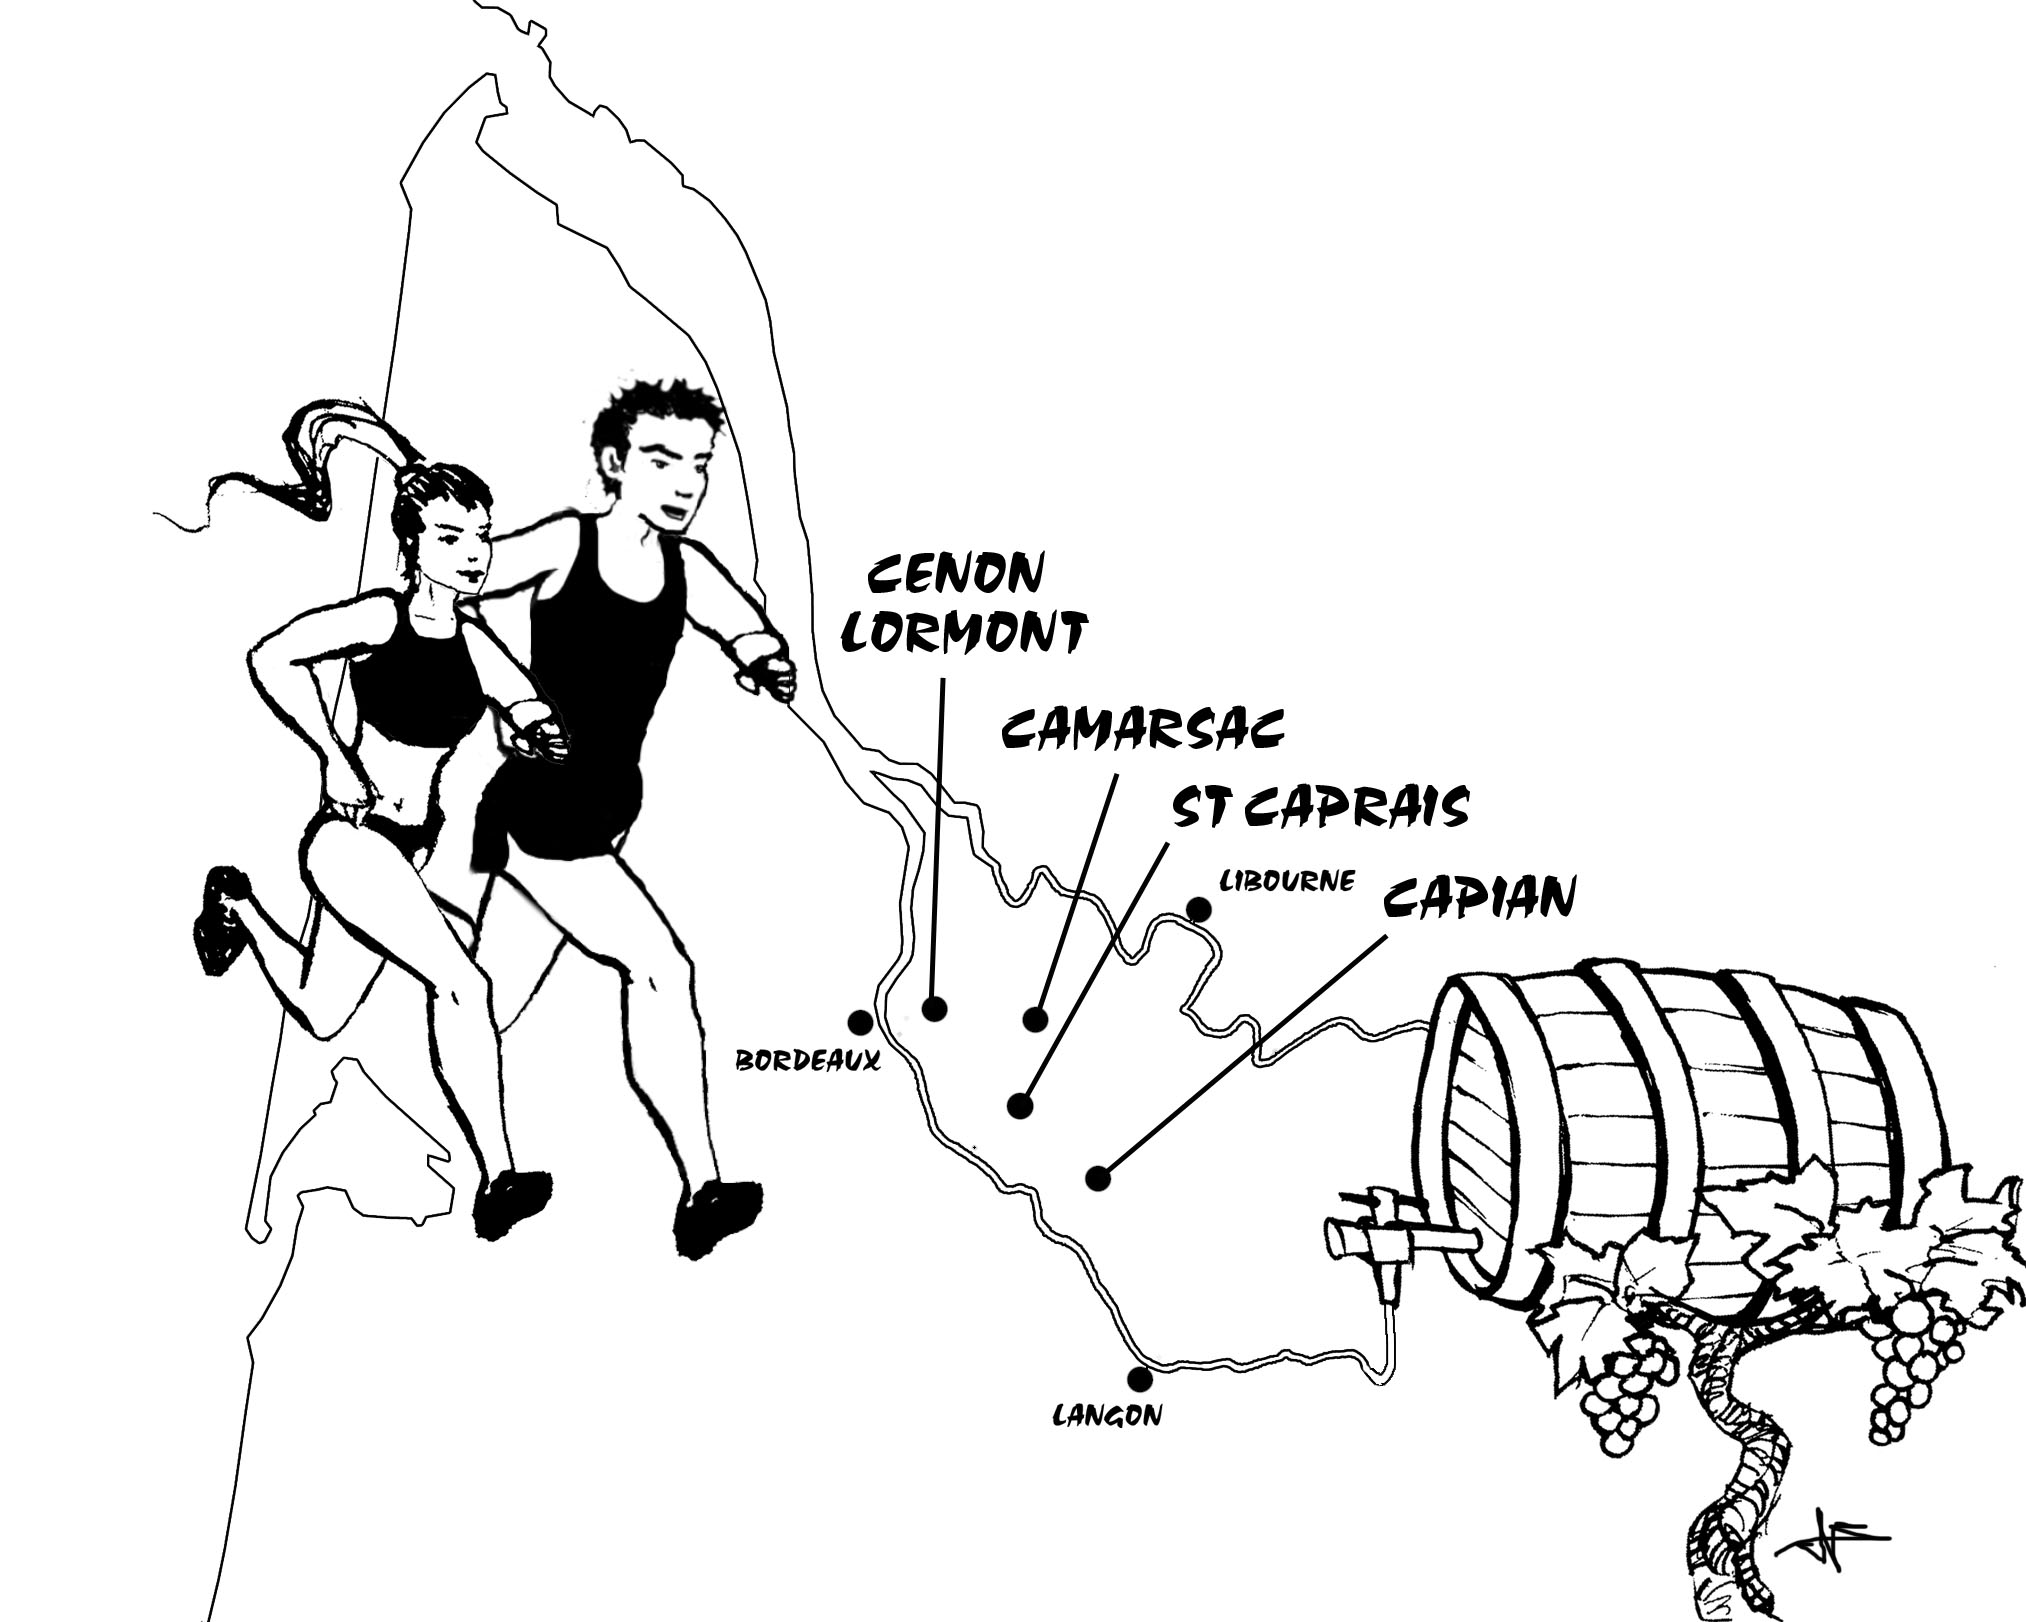 CENON
LORMONT
CAMARSAC
ST CAPRAIS
LIBOURNE
CAPIAN
BORDEAUX
LANGON